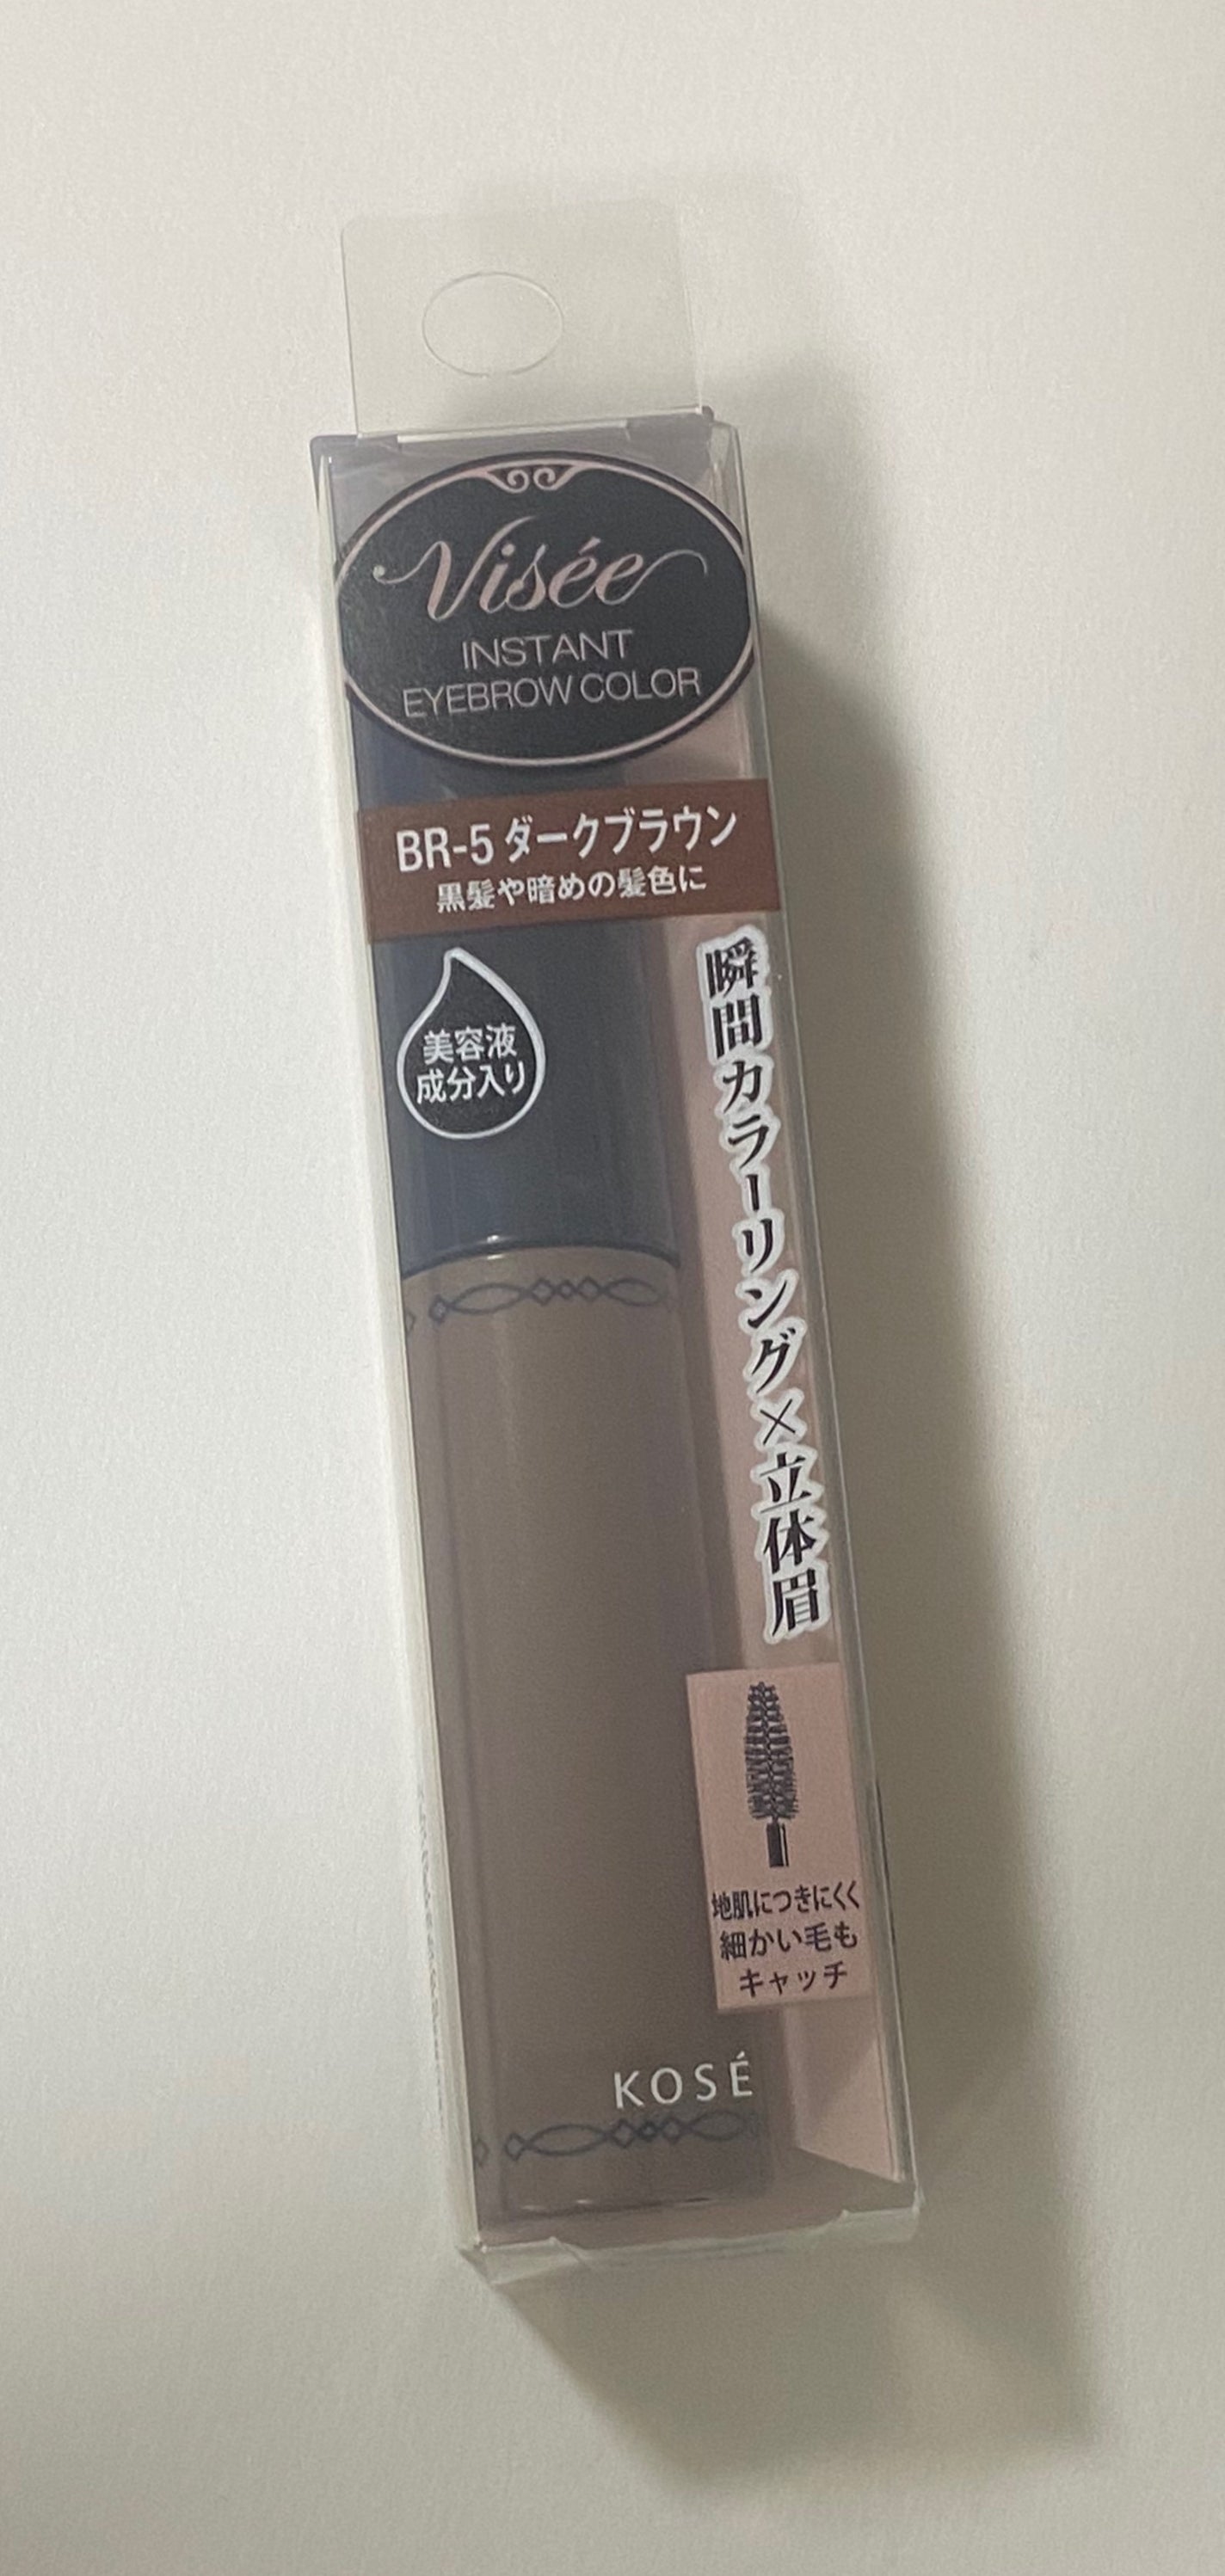 Visée
INSTANT
EYEBROW COLOR
BR-5 ダークブラウン
黒髪や暗めの髪色に
美容液
成分入り
瞬間カラーリング×立体眉
地肌につきにくく
細かい毛も
キャッチ
KOSÉ